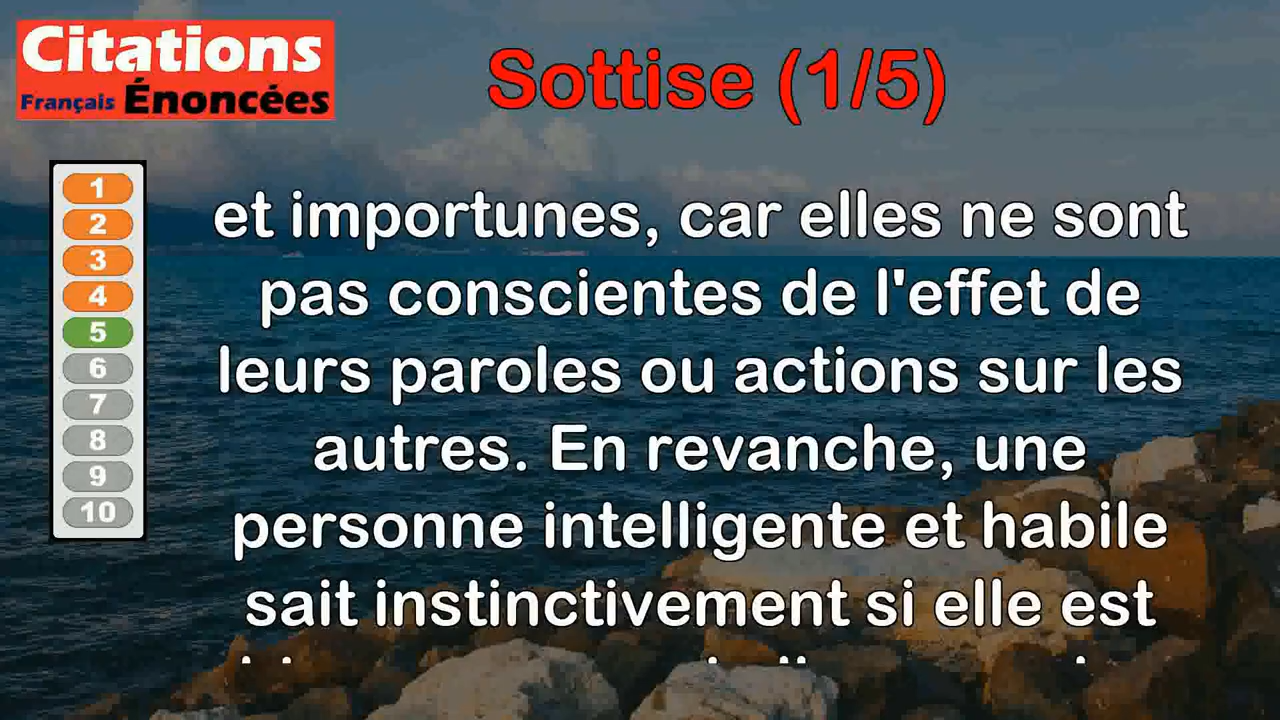 Citations
Français Énoncées
Sottise (1/5)
1
2
3
4
5
6
7
8
9
10
et importunes, car elles ne sont
pas conscientes de l'effet de
leurs paroles ou actions sur les
autres. En revanche, une
personne intelligente et habile
sait instinctivement si elle est